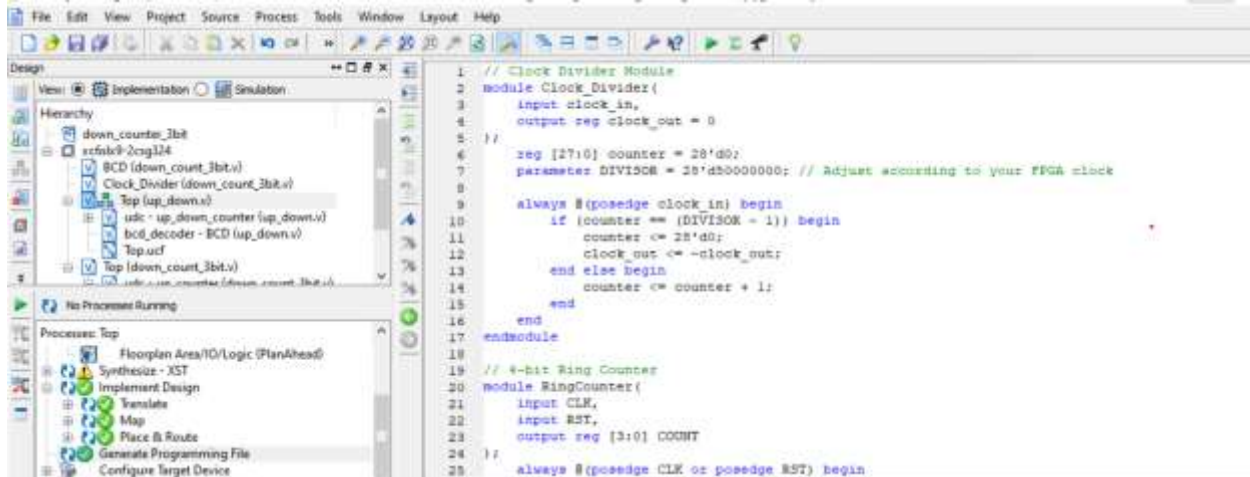 File Edit View Project Source Process Tools Window Layout Help
Design
View: Implementation Simulation
Hierarchy
down_counter_3bit
xc6slx9-2csg324
BCD (down_count_3bit.v)
Clock_Divider (down_count_3bit.v)
Top (up_down.v)
udc - up_down_counter (up_down.v)
bcd_decoder - BCD (up_down.v)
Top.ucf
Top (down_count_3bit.v)
No Processes Running
Processes: Top
Floorplan Area/IO/Logic (PlanAhead)
Synthesize - XST
Implement Design
Translate
Map
Place & Route
Generate Programming File
Configure Target Device
1 // Clock Divider Module
2 module Clock_Divider(
3 input clock_in,
4 output reg clock_out = 0
5 );
6 reg [27:0] counter = 28'd0;
7 parameter DIVISOR = 28'd50000000; // Adjust according to your FPGA clock
8
9 always @(posedge clock_in) begin
10 if (counter == (DIVISOR - 1)) begin
11 counter <= 28'd0;
12 clock_out <= ~clock_out;
13 end else begin
14 counter <= counter + 1;
15 end
16 end
17 endmodule
18
19 // 4-bit Ring Counter
20 module RingCounter(
21 input CLK,
22 input RST,
23 output reg [3:0] COUNT
24 );
25 always @(posedge CLK or posedge RST) begin